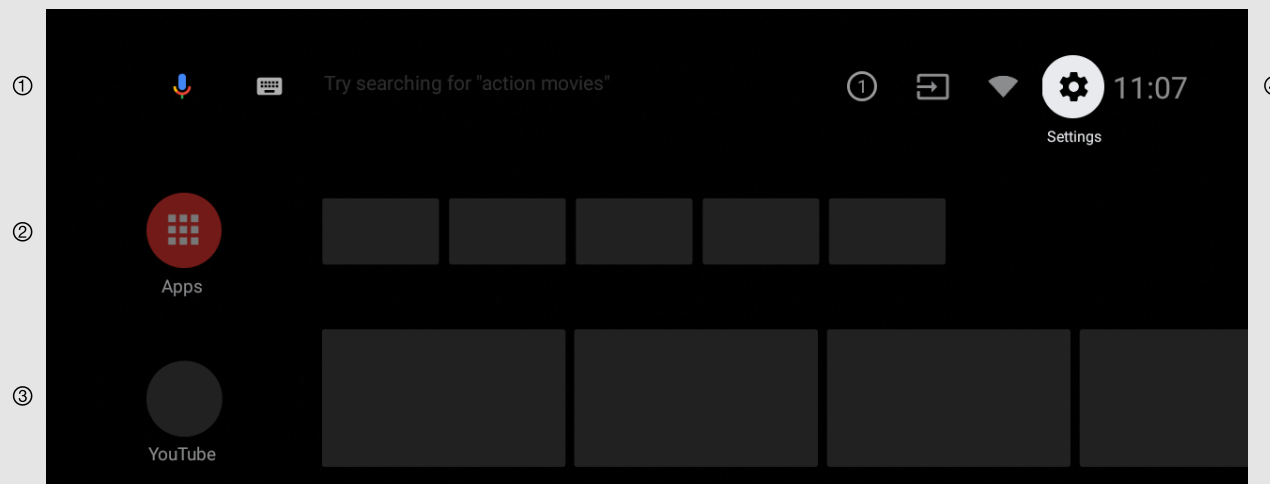 ① Try searching for "action movies" ① 11:07
Settings
②
Apps
③
YouTube